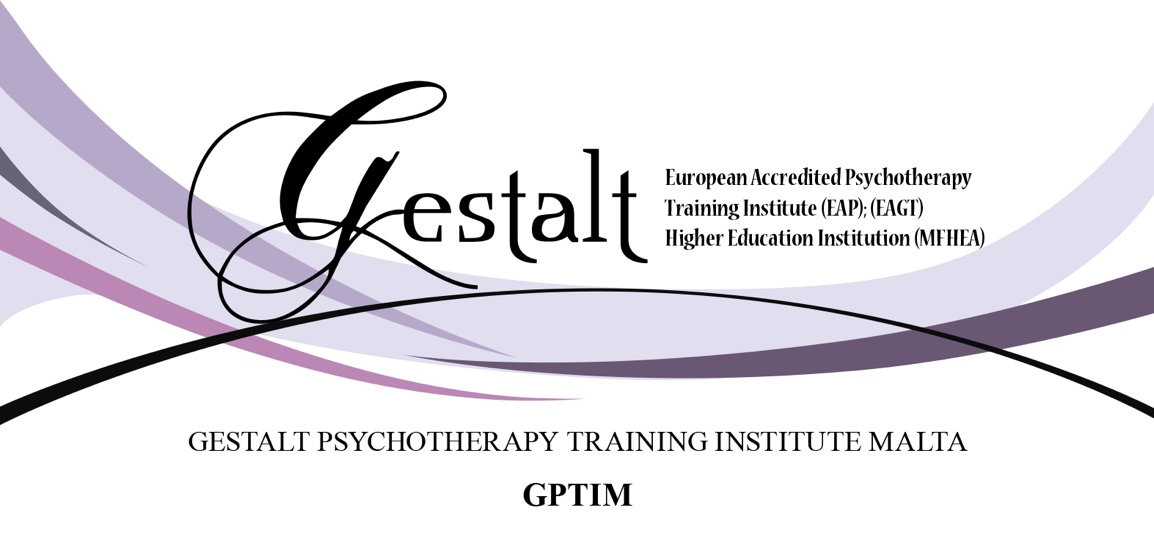 Gestalt
European Accredited Psychotherapy
Training Institute (EAP); (EAGT)
Higher Education Institution (MFHEA)
GESTALT PSYCHOTHERAPY TRAINING INSTITUTE MALTA
GPTIM